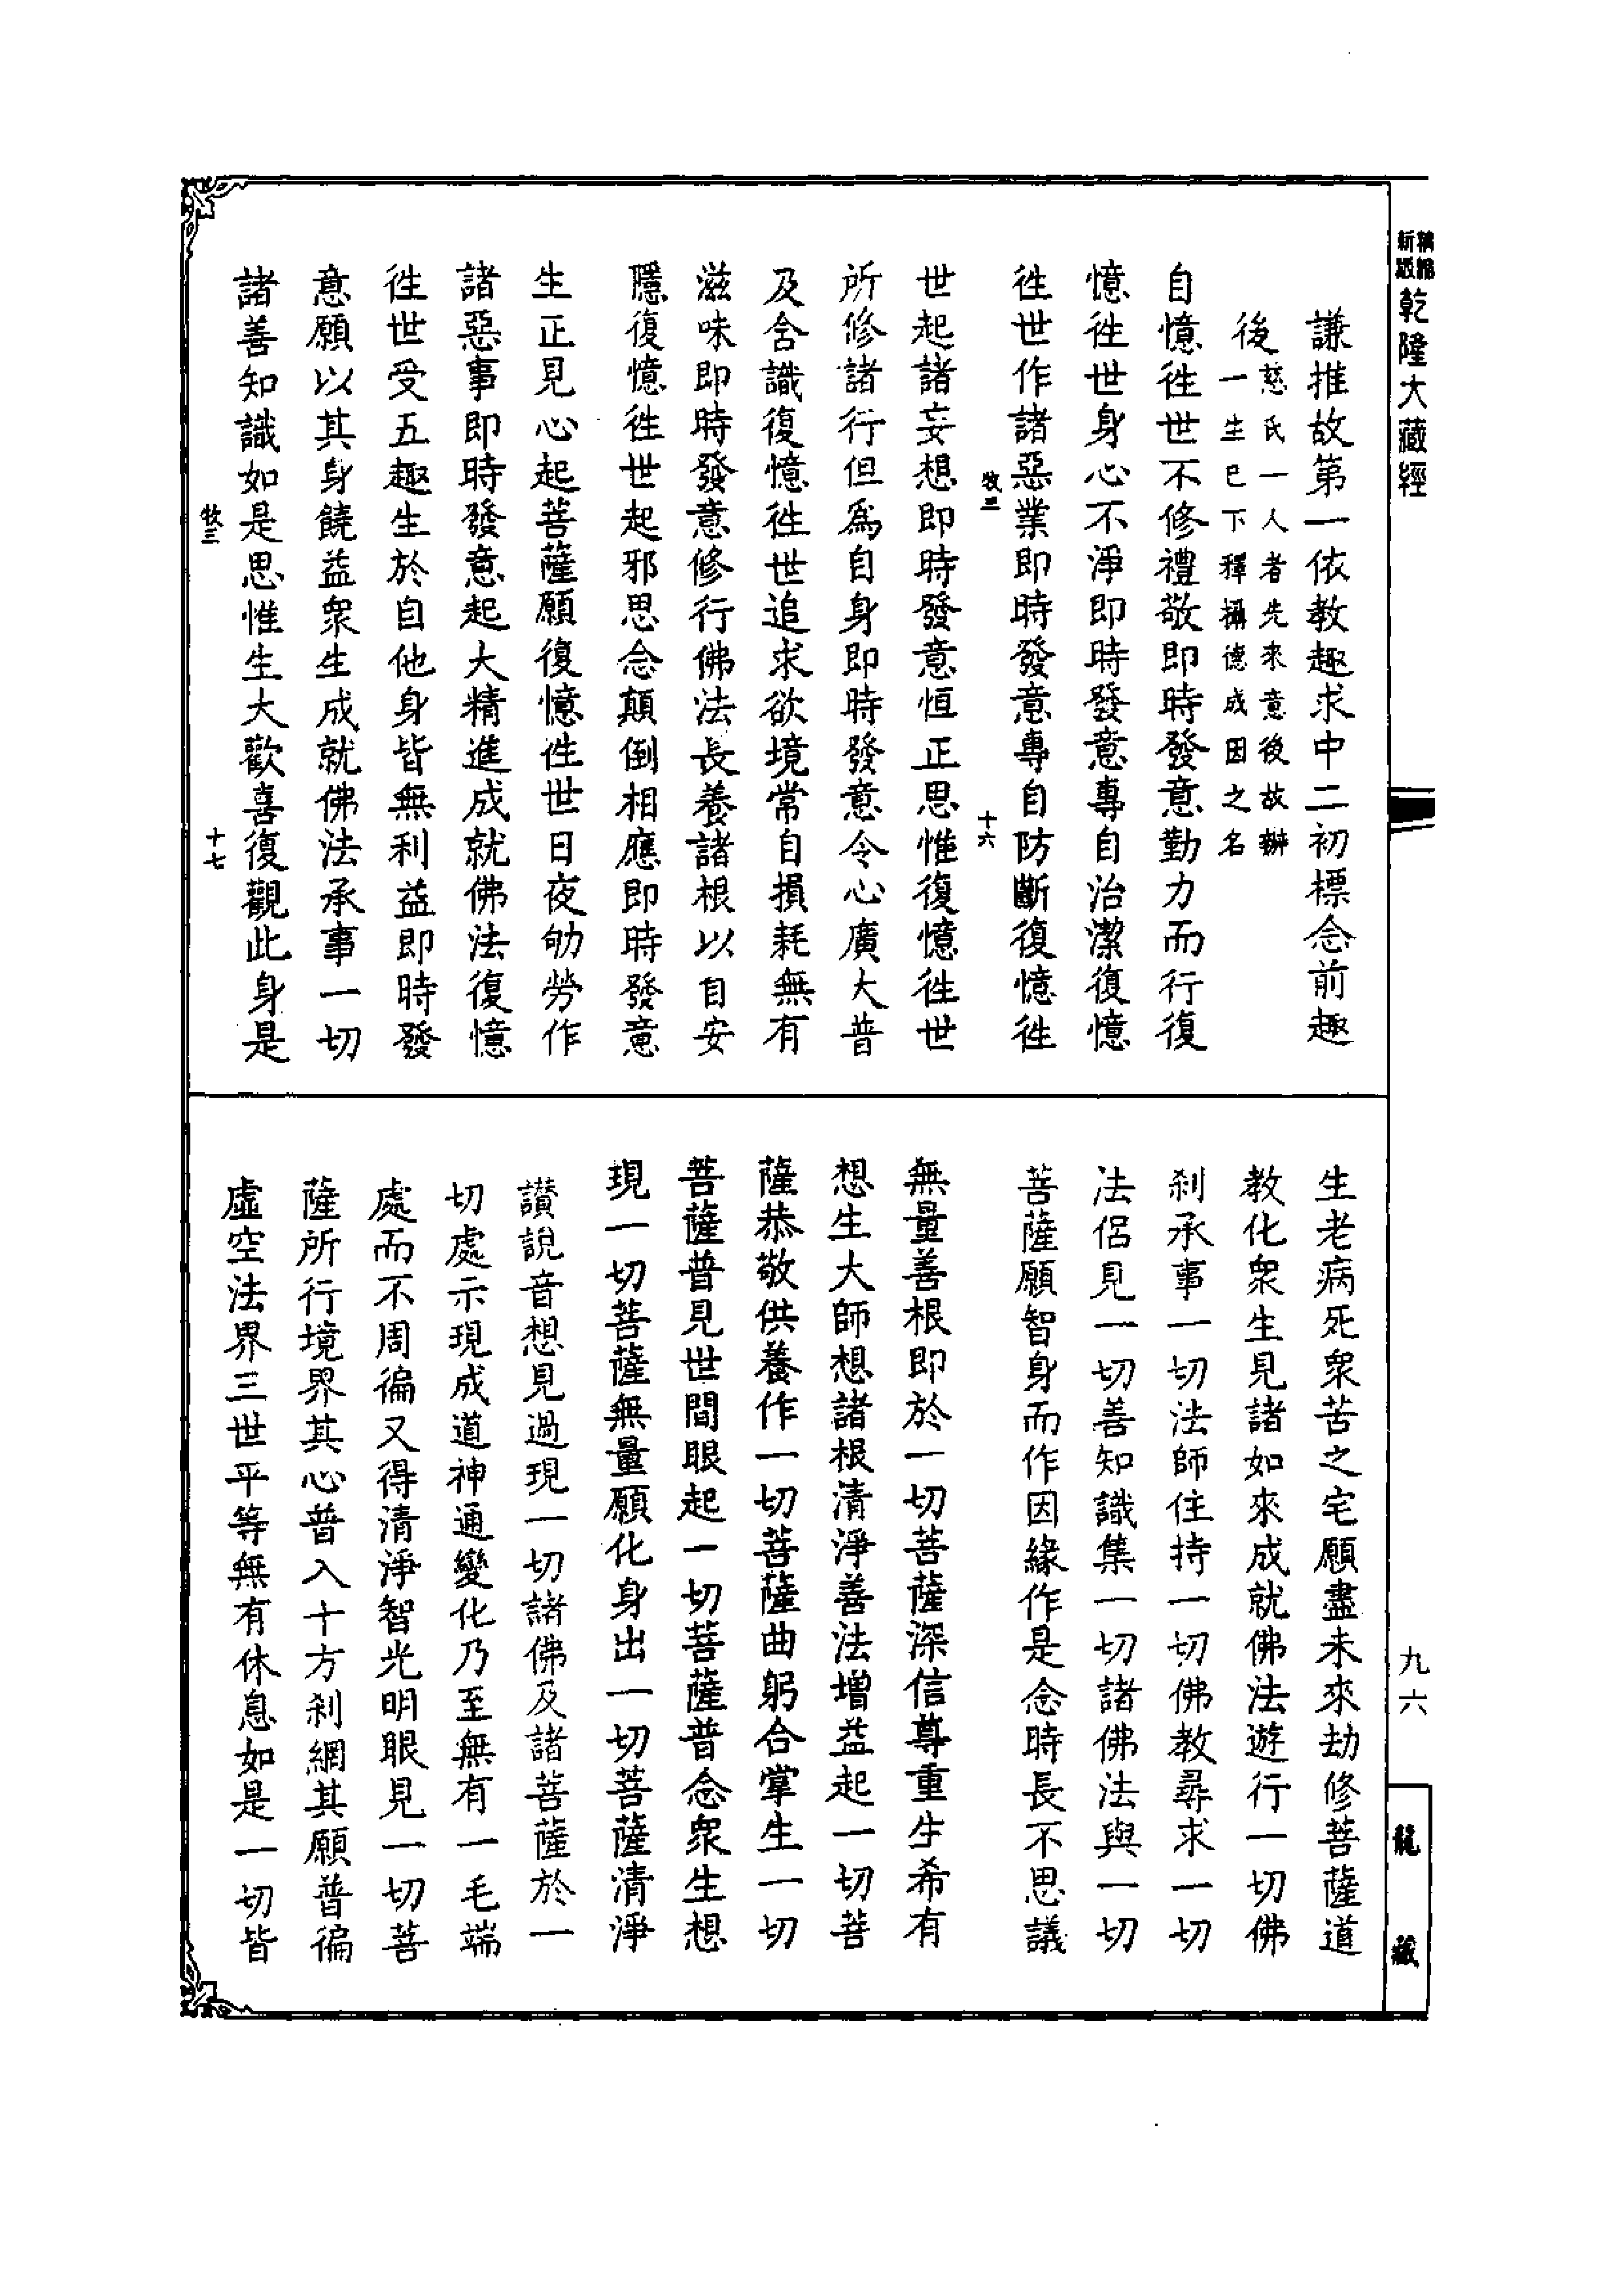 精縮新版
乾隆大藏經
謙推故第一依教趣求中二初標念前趣
後慈氏一人者先來意後故辦
一生已下釋攝德成因之名
自憶徃世不修禮敬即時發意勤力而行復
憶徃世身心不淨即時發意專自治潔復憶
徃世作諸惡業即時發意專自防斷復憶徃
牧三
十六
世起諸妄想即時發意恒正思惟復憶徃世
所修諸行但爲自身即時發意令心廣大普
及含識復憶徃世追求欲境常自損耗無有
滋味即時發意修行佛法長養諸根以自安
隱復憶徃世起邪思念顛倒相應即時發意
生正見心起菩薩願復憶徃世日夜劬勞作
諸惡事即時發意起大精進成就佛法復憶
徃世受五趣生於自他身皆無利益即時發
意願以其身饒益衆生成就佛法承事一切
諸善知識如是思惟生大歡喜復觀此身是
牧三
十七
生老病死衆苦之宅願盡未來劫修菩薩道
教化衆生見諸如來成就佛法遊行一切佛
刹承事一切法師住持一切佛教尋求一切
法侶見一切善知識集一切諸佛法與一切
菩薩願智身而作因緣作是念時長不思議
無量善根即於一切菩薩深信尊重生希有
想生大師想諸根清淨善法增益起一切菩
薩恭敬供養作一切菩薩曲躬合掌生一切
菩薩普見世間眼起一切菩薩普念衆生想
現一切菩薩無量願化身出一切菩薩清淨
讃說音想見過現一切諸佛及諸菩薩於一
切處示現成道神通變化乃至無有一毛端
處而不周徧又得清淨智光明眼見一切菩
薩所行境界其心普入十方刹網其願普徧
虛空法界三世平等無有休息如是一切皆
九六
龍藏